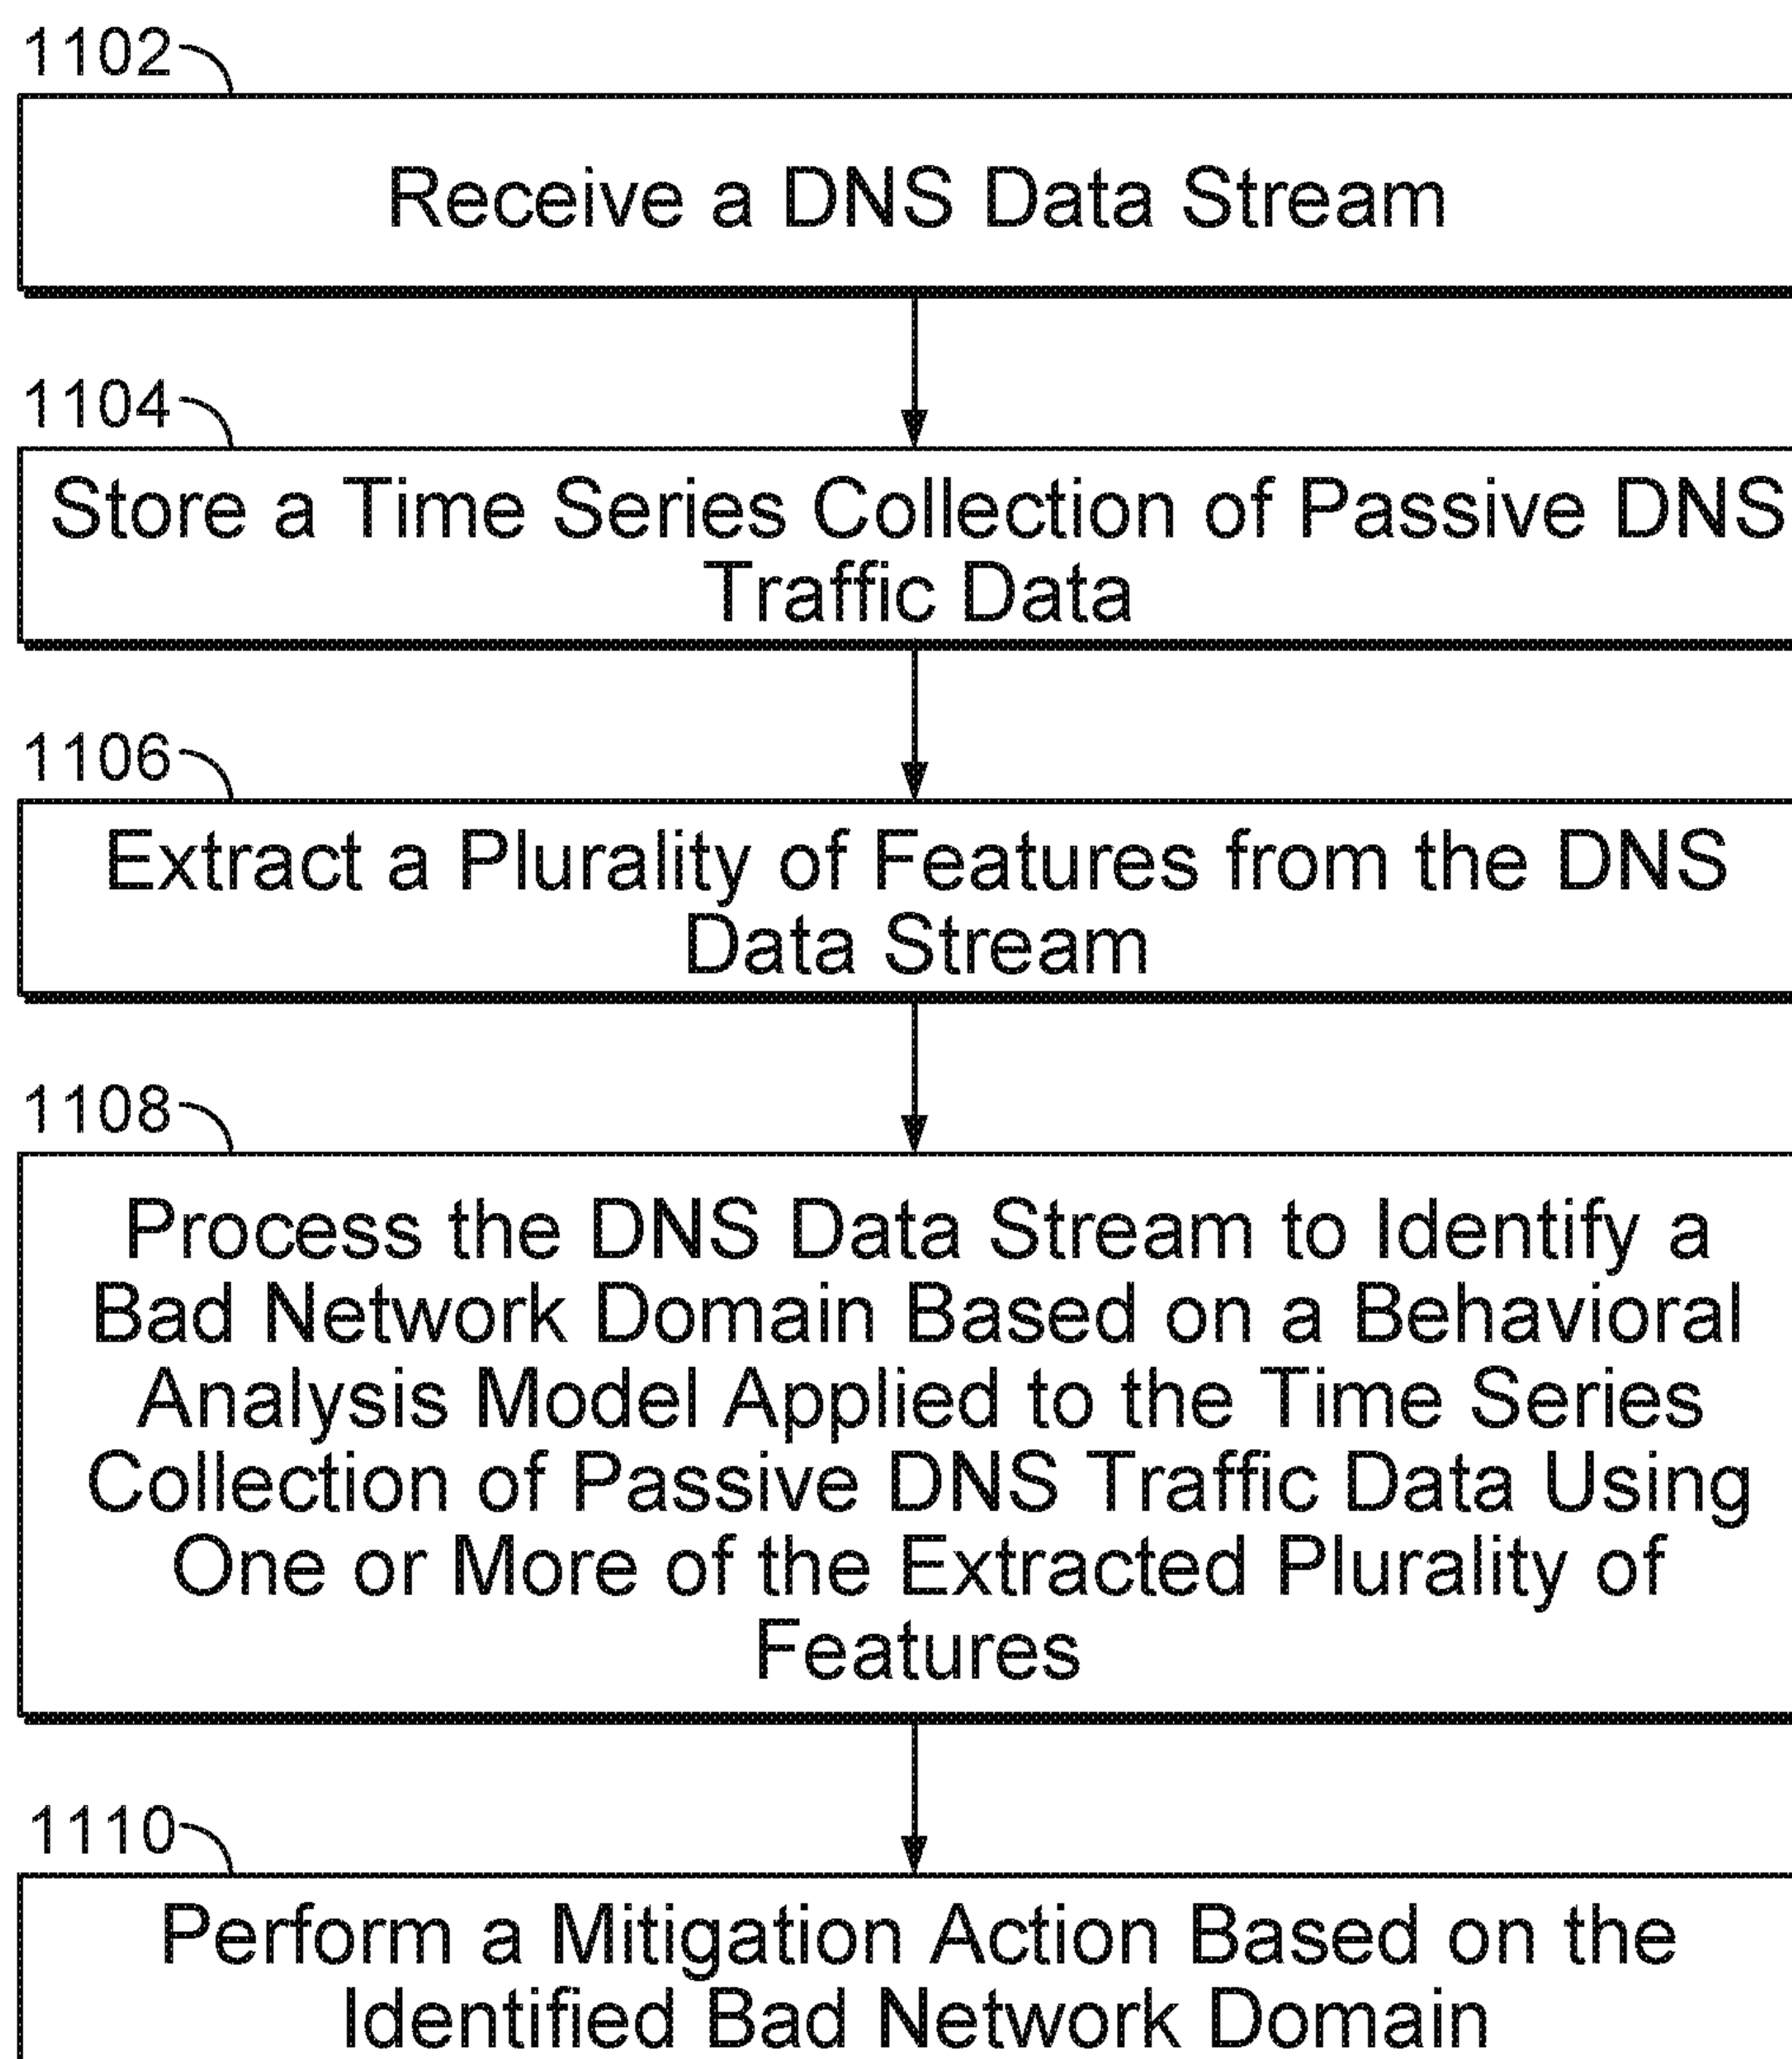 1102
Receive a DNS Data Stream
1104
Store a Time Series Collection of Passive DNS
Traffic Data
1106
Extract a Plurality of Features from the DNS
Data Stream
1108
Process the DNS Data Stream to Identify a
Bad Network Domain Based on a Behavioral
Analysis Model Applied to the Time Series
Collection of Passive DNS Traffic Data Using
One or More of the Extracted Plurality of
Features
1110
Perform a Mitigation Action Based on the
Identified Bad Network Domain